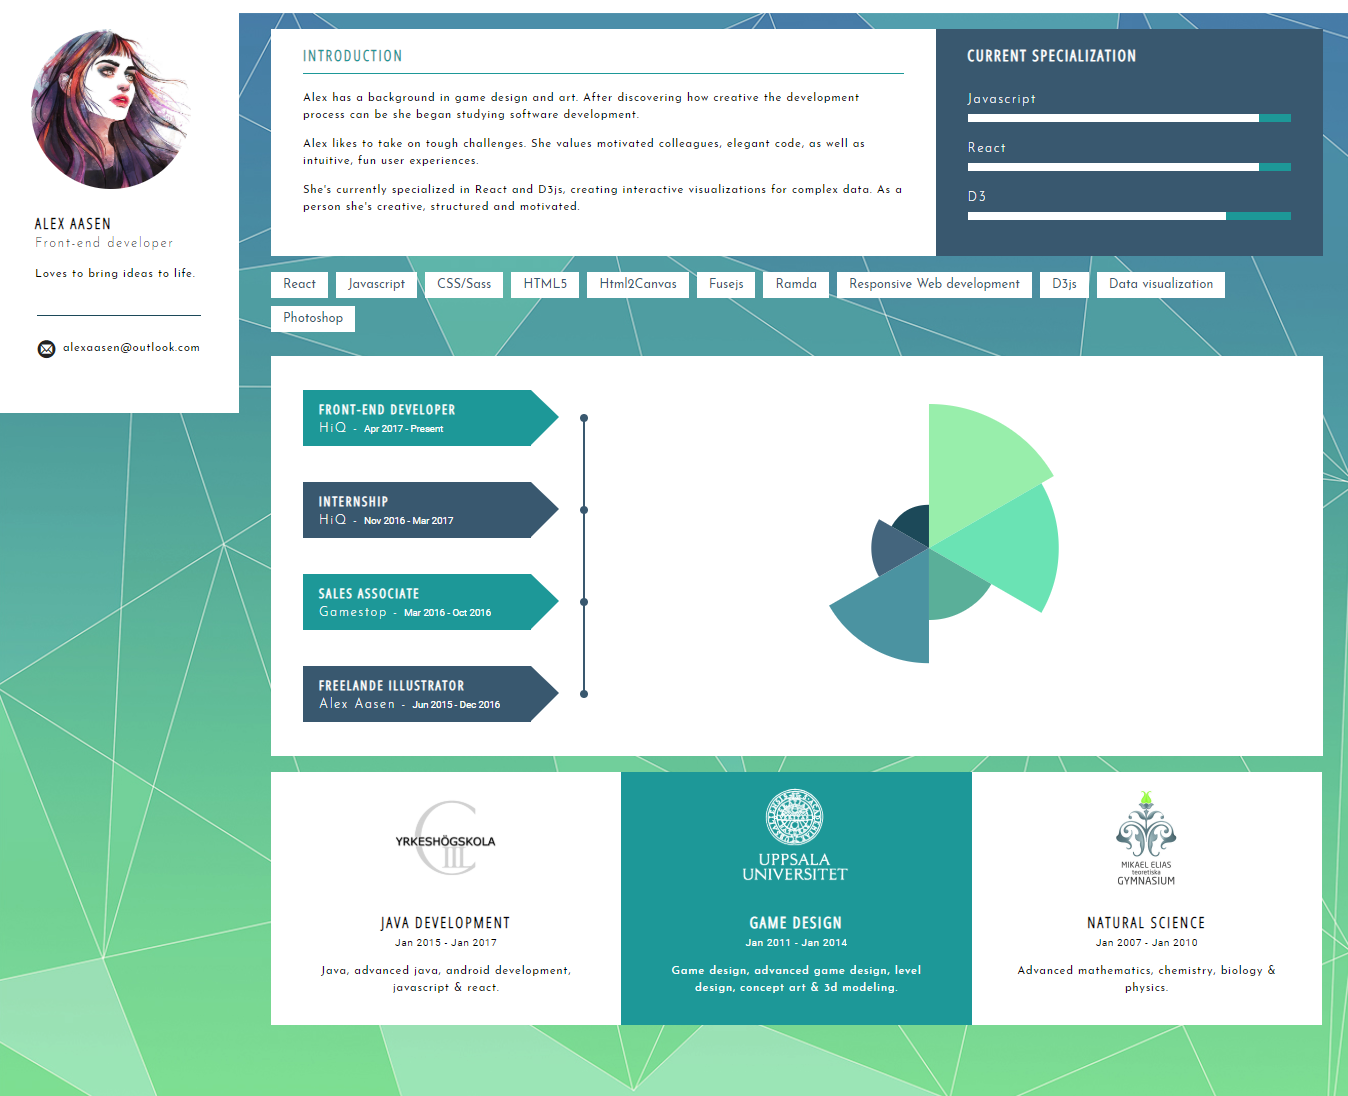 ALEX AASEN
Front-end developer
Loves to bring ideas to life.
alexaasen@outlook.com
INTRODUCTION
Alex has a background in game design and art. After discovering how creative the development
process can be she began studying software development.
Alex likes to take on tough challenges. She values motivated colleagues, elegant code, as well as
intuitive, fun user experiences.
She's currently specialized in React and D3js, creating interactive visualizations for complex data. As a
person she's creative, structured and motivated.
CURRENT SPECIALIZATION
Javascript
React
D3
React Javascript CSS/Sass HTML5 Html2Canvas Fusejs Ramda Responsive Web development D3js Data visualization
Photoshop
FRONT-END DEVELOPER
HiQ - Apr 2017 - Present
INTERNSHIP
HiQ - Nov 2016 - Mar 2017
SALES ASSOCIATE
Gamestop - Mar 2016 - Oct 2016
FREELANDE ILLUSTRATOR
Alex Aasen - Jun 2015 - Dec 2016
YRKESHÖGSKOLA
C3L
JAVA DEVELOPMENT
Jan 2015 - Jan 2017
Java, advanced java, android development,
javascript & react.
UPPSALA
UNIVERSITET
GAME DESIGN
Jan 2011 - Jan 2014
Game design, advanced game design, level
design, concept art & 3d modeling.
MIKAEL ELIAS
teoretiska
GYMNASIUM
NATURAL SCIENCE
Jan 2007 - Jan 2010
Advanced mathematics, chemistry, biology &
physics.